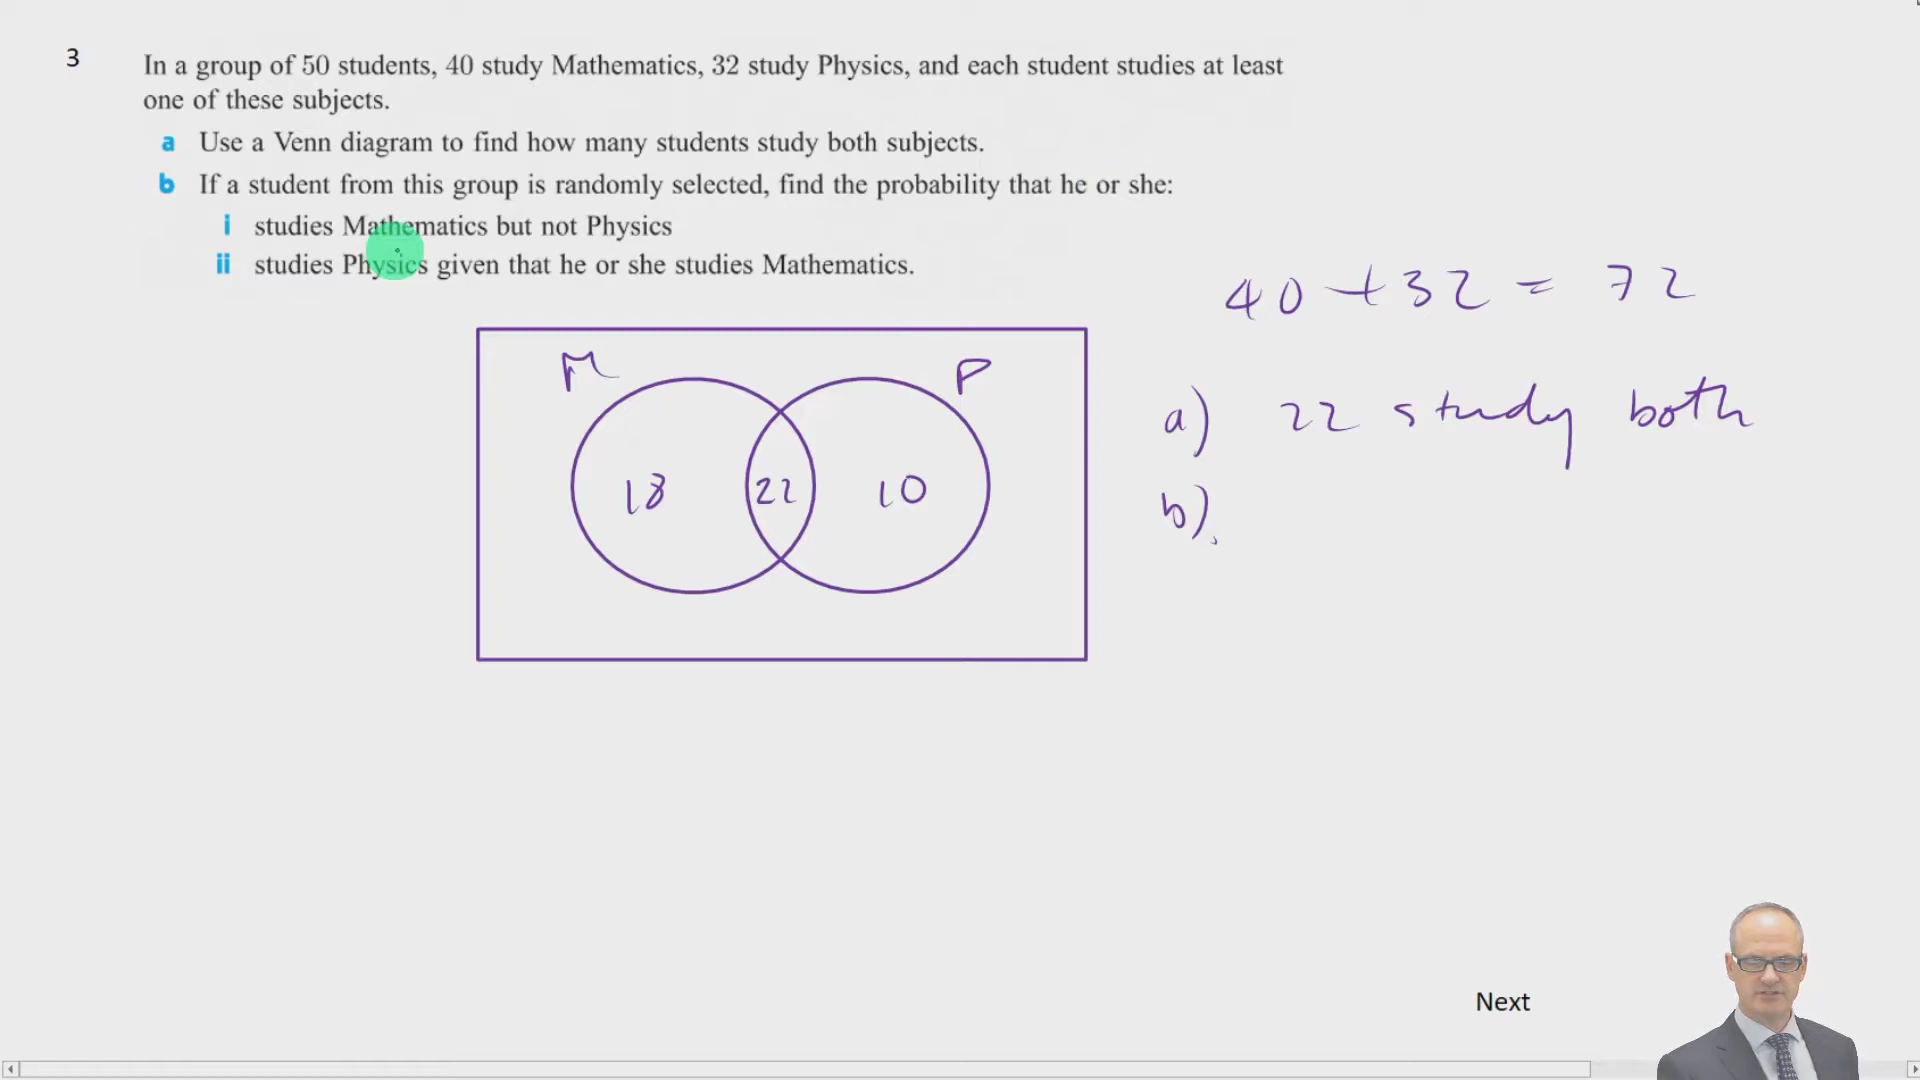 3
In a group of 50 students, 40 study Mathematics, 32 study Physics, and each student studies at least
one of these subjects.
a Use a Venn diagram to find how many students study both subjects.
b If a student from this group is randomly selected, find the probability that he or she:
i studies Mathematics but not Physics
ii studies Physics given that he or she studies Mathematics.
40 + 32 = 72
M P
a) 22 study both
18 22 10
b)
Next